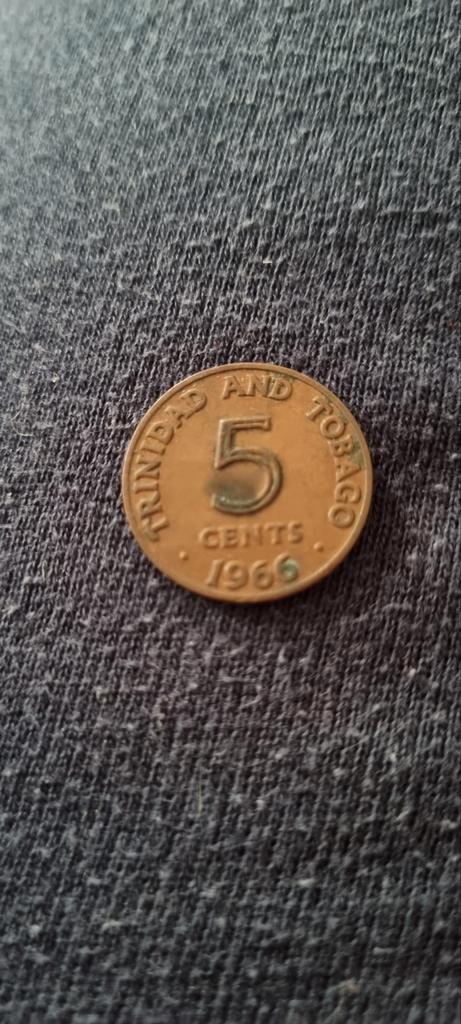 TRINIDAD AND TOBAGO
5
CENTS
· 1966 ·